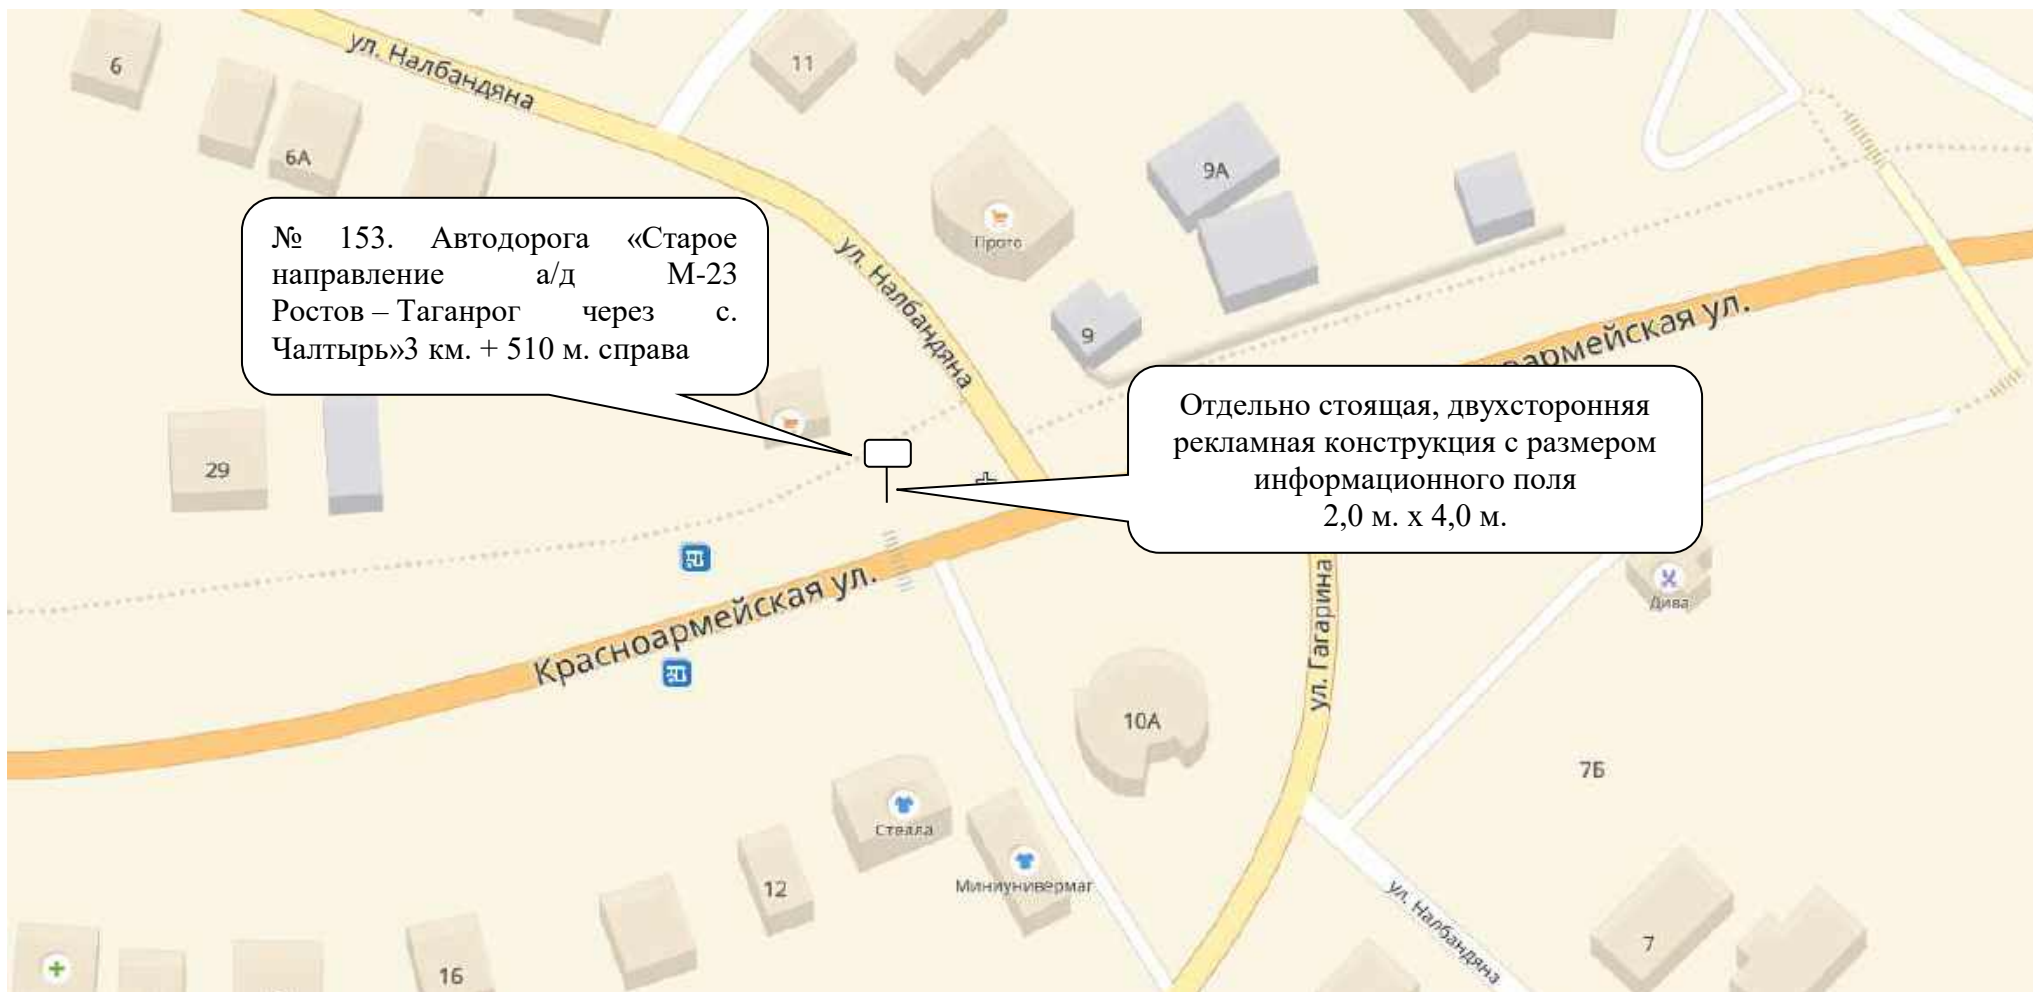 ул. Налбандяна
6
11
6А
9А
№ 153. Автодорога «Старое
направление а/д М-23
Ростов – Таганрог через с.
Чалтырь»3 км. + 510 м. справа
Прото
ул. Налбандяна
9
оармейская ул.
Отдельно стоящая, двухсторонняя
рекламная конструкция с размером
информационного поля
2,0 м. х 4,0 м.
29
Красноармейская ул.
ул. Гагарина
Дива
10А
7Б
Стелла
Миниунивермаг
12
ул. Налбандяна
7
16